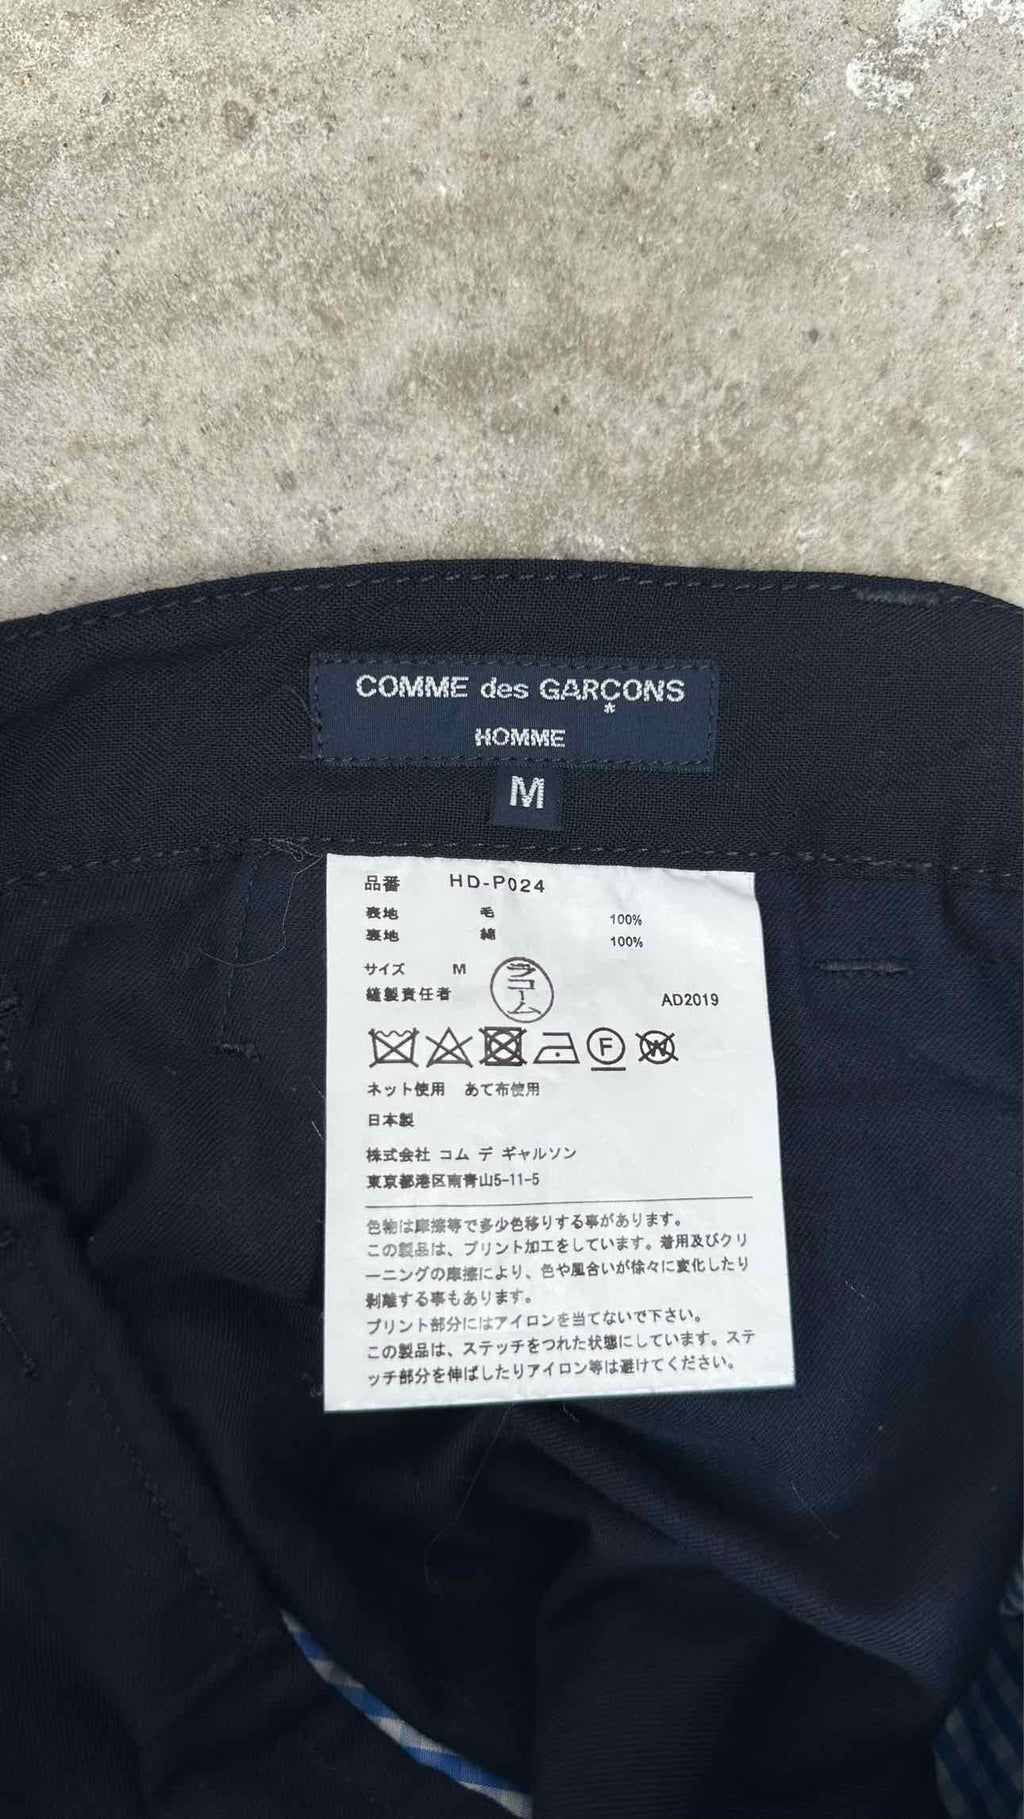 COMME des GARÇONS
HOMME
M
品番 HD-P024
表地 毛 100%
裏地 綿 100%
サイズ M
縫製責任者 ラコーム AD2019
F W
ネット使用 あて布使用
日本製
株式会社 コム デ ギャルソン
東京都港区南青山5-11-5
色物は摩擦等で多少色移りする事があります。
この製品は、プリント加工をしています。着用及びクリ
ーニングの摩擦により、色や風合いが徐々に変化したり
剥離する事もあります。
プリント部分にはアイロンを当てないで下さい。
この製品は、ステッチをつれた状態にしています。ステ
ッチ部分を伸ばしたりアイロン等は避けてください。